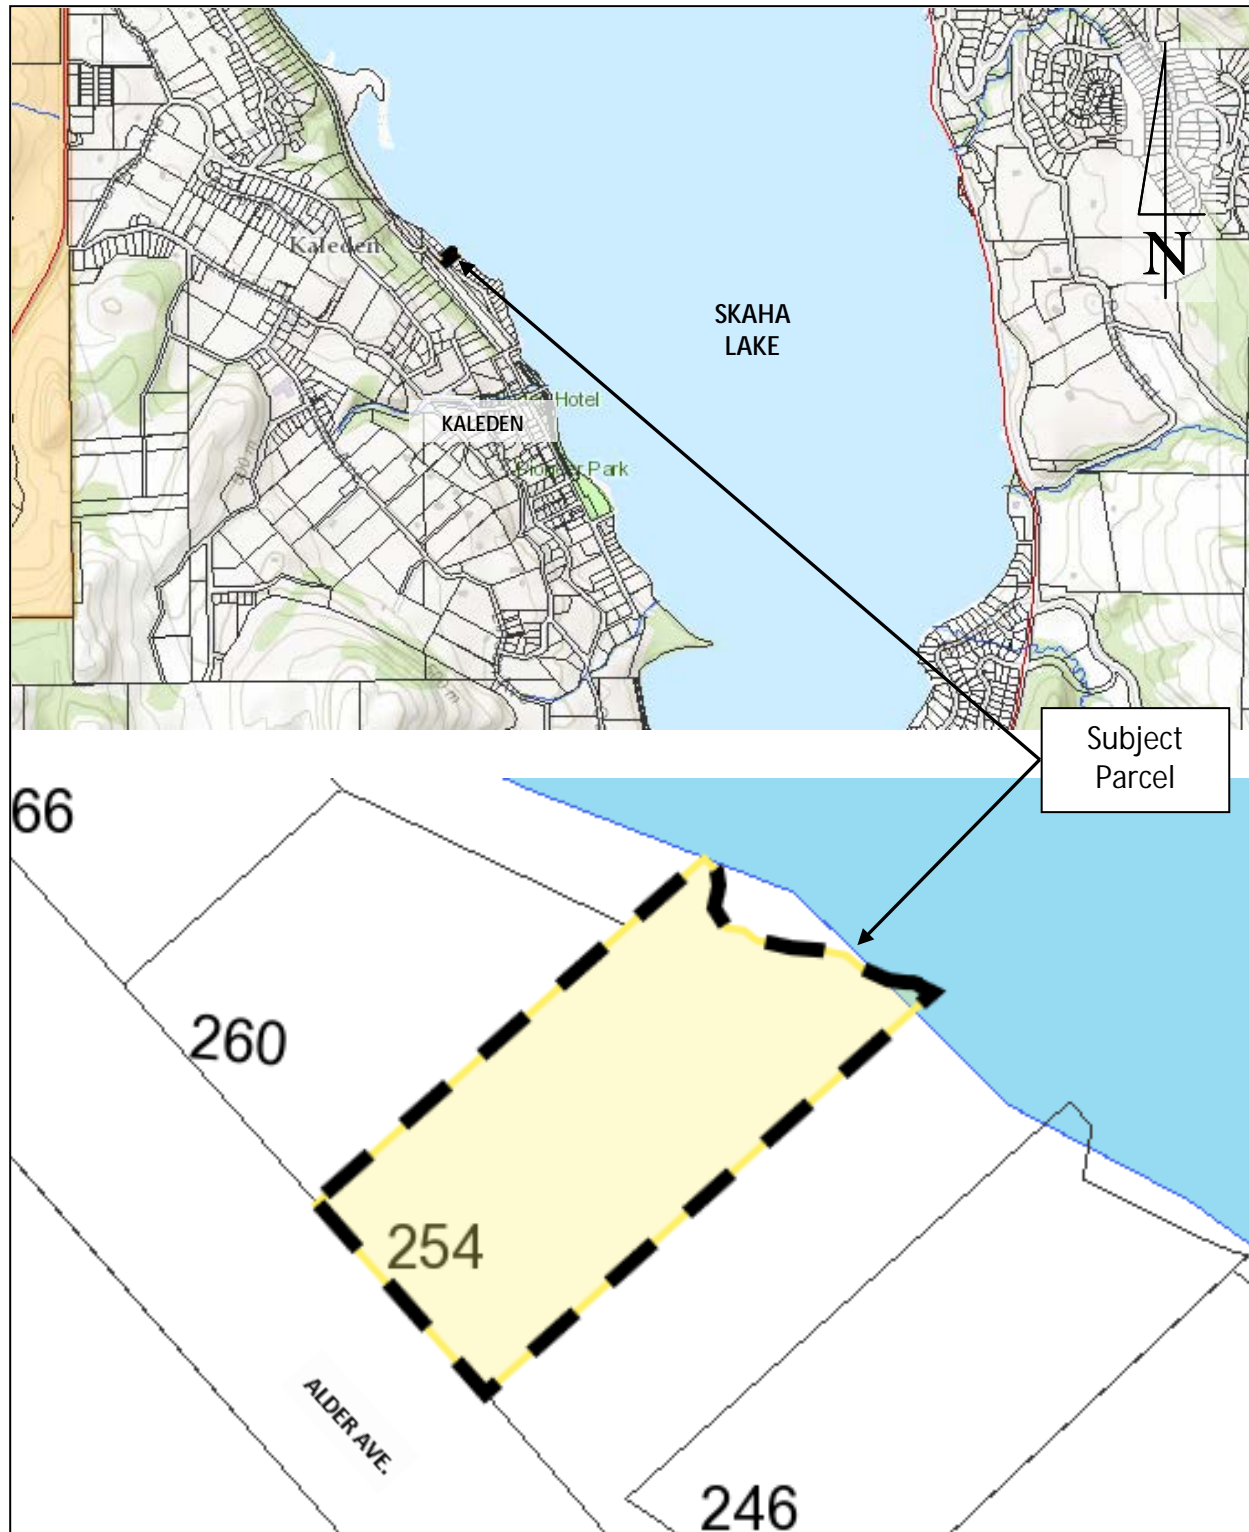 Kaleden
N
SKAHA
LAKE
Hotel
KALEDEN
Pioneer Park
Subject
Parcel
66
260
254
ALDER AVE.
246